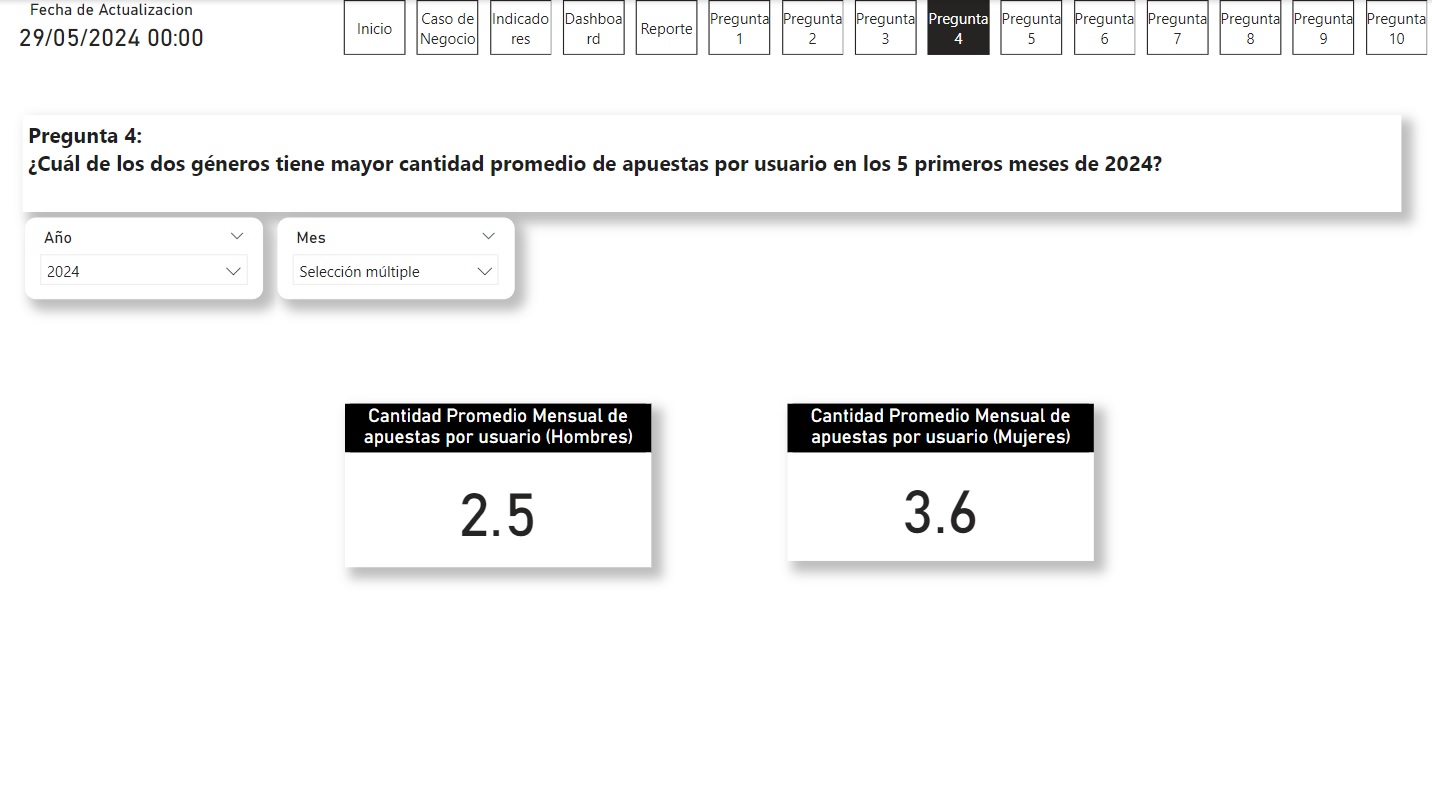 Fecha de Actualizacion
29/05/2024 00:00
Inicio
Caso de
Negocio
Indicado
res
Dashboa
rd
Reporte
Pregunta
1
Pregunta
2
Pregunta
3
Pregunta
4
Pregunta
5
Pregunta
6
Pregunta
7
Pregunta
8
Pregunta
9
Pregunta
10
Pregunta 4:
¿Cuál de los dos géneros tiene mayor cantidad promedio de apuestas por usuario en los 5 primeros meses de 2024?
Año
2024
Mes
Selección múltiple
Cantidad Promedio Mensual de
apuestas por usuario (Hombres)
2.5
Cantidad Promedio Mensual de
apuestas por usuario (Mujeres)
3.6